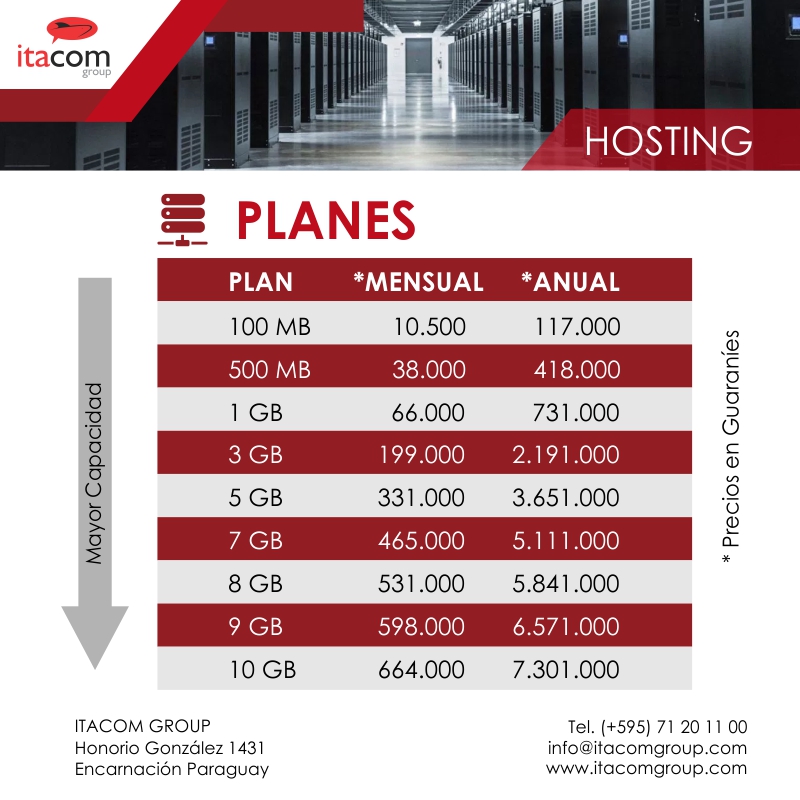 itacom
group
HOSTING
PLANES
PLAN *MENSUAL *ANUAL
100 MB 10.500 117.000
500 MB 38.000 418.000
1 GB 66.000 731.000
3 GB 199.000 2.191.000
5 GB 331.000 3.651.000
7 GB 465.000 5.111.000
8 GB 531.000 5.841.000
9 GB 598.000 6.571.000
10 GB 664.000 7.301.000
Mayor Capacidad
* Precios en Guaraníes
ITACOM GROUP
Honorio González 1431
Encarnación Paraguay
Tel. (+595) 71 20 11 00
info@itacomgroup.com
www.itacomgroup.com